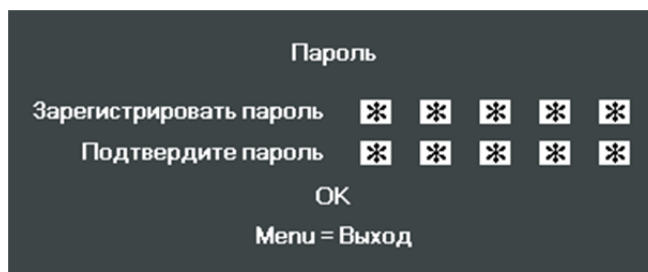 Пароль
Зарегистрировать пароль * * * * *
Подтвердите пароль * * * * *
OK
Menu = Выход